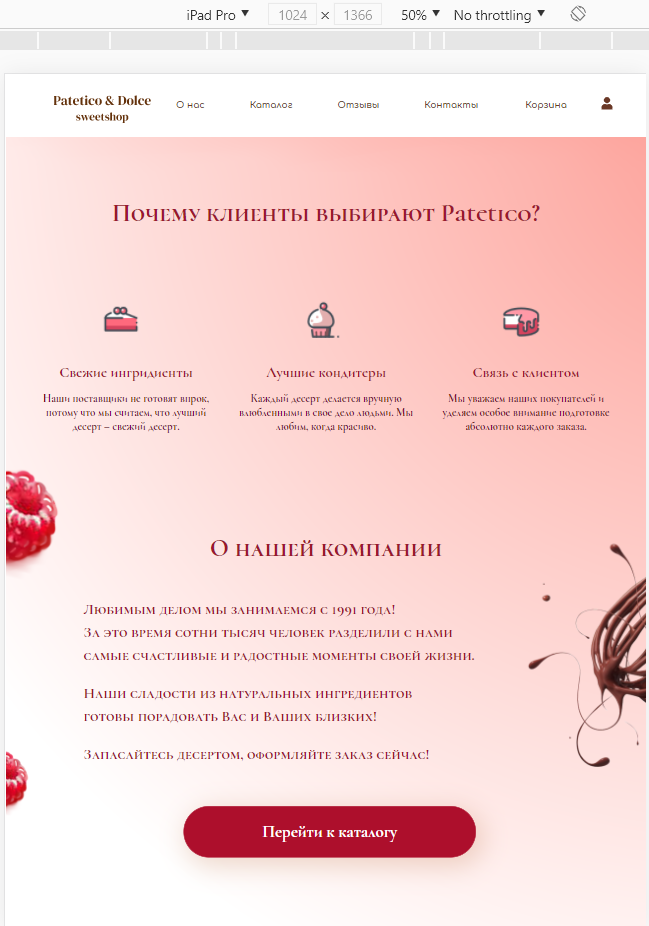 iPad Pro ▼ 1024 × 1366 50% ▼ No throttling ▼
Patetico & Dolce
sweetshop
О нас Каталог Отзывы Контакты Корзина
Почему клиенты выбирают Patetico?
Свежие ингридиенты
Наши поставщики не готовят впрок,
потому что мы считаем, что лучший
десерт – свежий десерт.
Лучшие кондитеры
Каждый десерт делается вручную
влюбленными в свое дело людьми. Мы
любим, когда красиво.
Связь с клиентом
Мы уважаем наших покупателей и
уделяем особое внимание подготовке
абсолютно каждого заказа.
О нашей компании
Любимым делом мы занимаемся с 1991 года!
За это время сотни тысяч человек разделили с нами
самые счастливые и радостные моменты своей жизни.
Наши сладости из натуральных ингредиентов
готовы порадовать Вас и Ваших близких!
Запасайтесь десертом, оформляйте заказ сейчас!
Перейти к каталогу